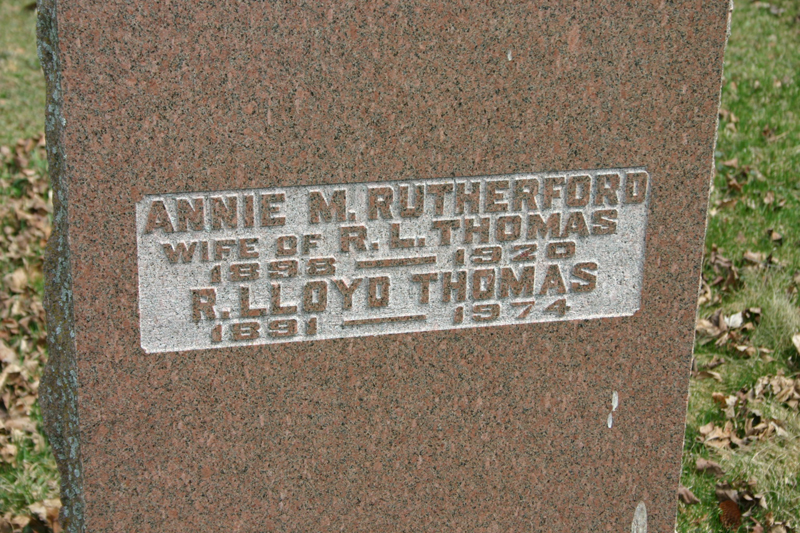 ANNIE M. RUTHERFORD
WIFE OF R. L. THOMAS
1898 — 1920
R. LLOYD THOMAS
1891 — 1974